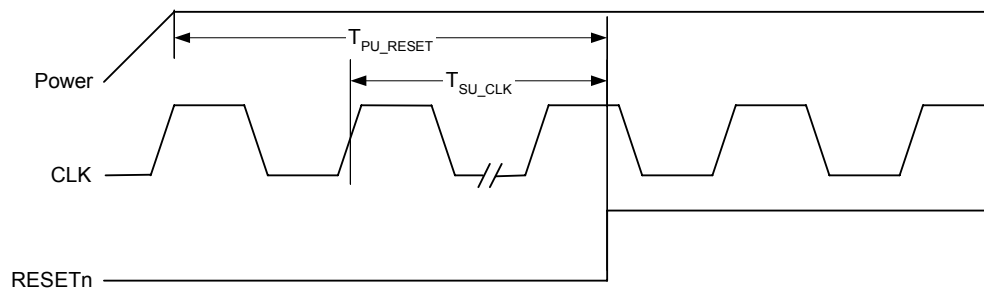 T_PU_RESET
Power
T_SU_CLK
CLK
RESETn